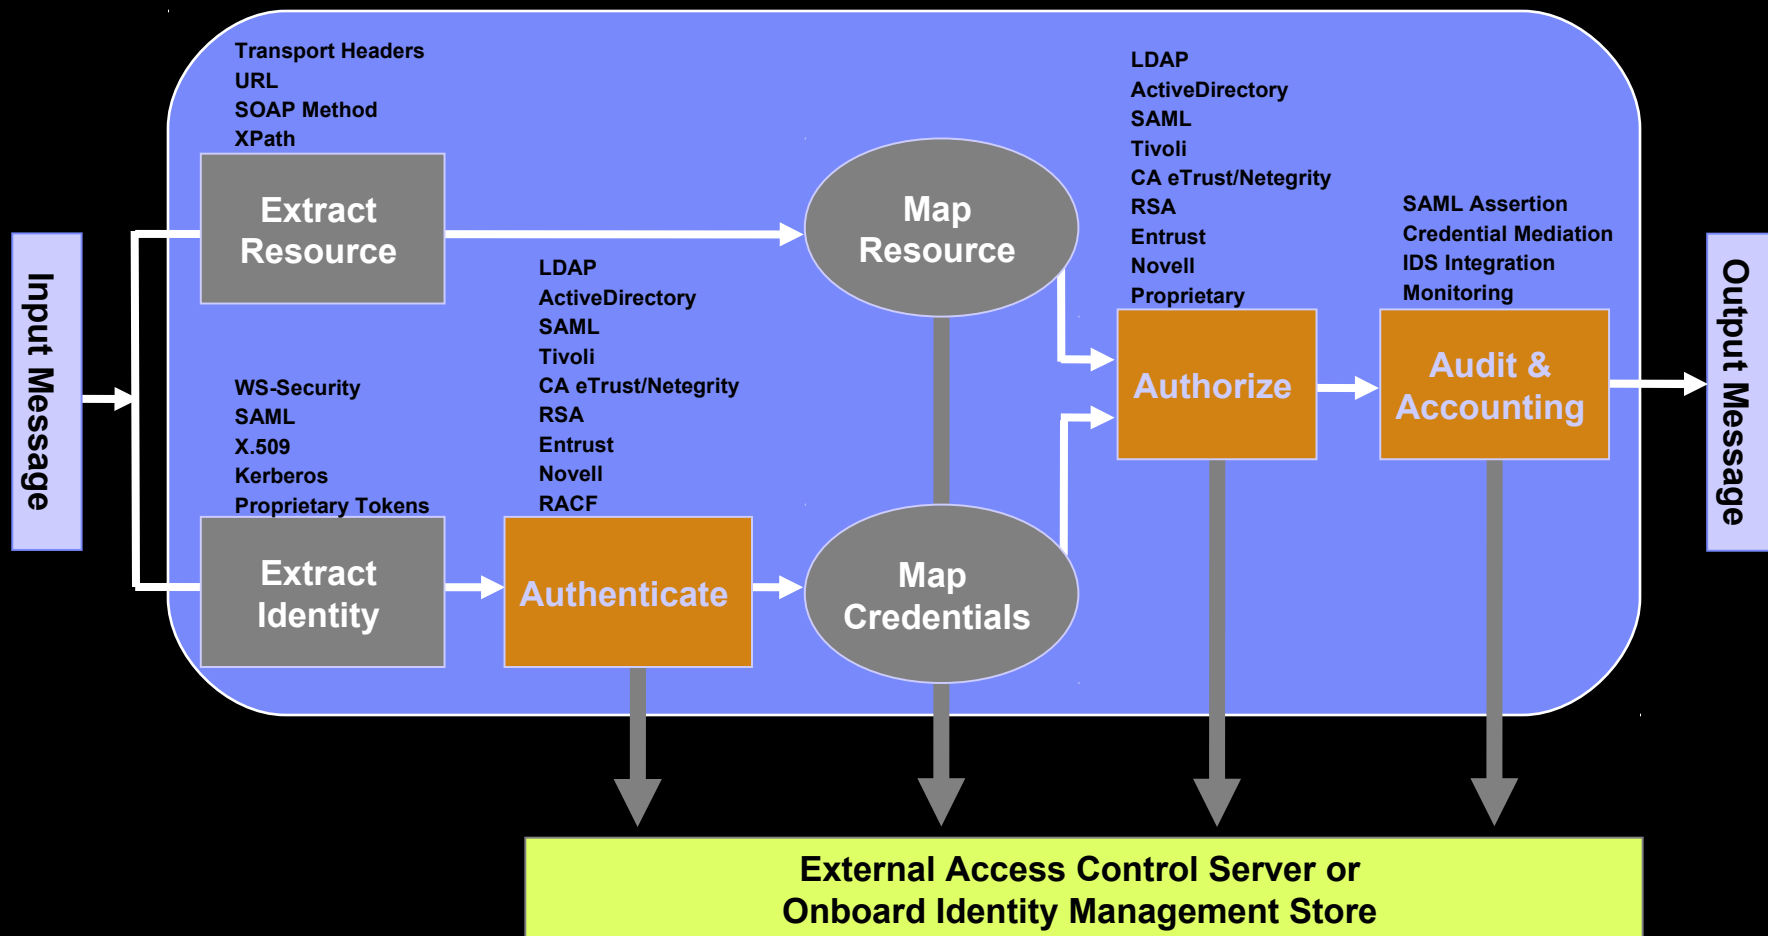 Transport Headers
URL
SOAP Method
XPath
Extract
Resource
Input Message
WS-Security
SAML
X.509
Kerberos
Proprietary Tokens
Extract
Identity
LDAP
ActiveDirectory
SAML
Tivoli
CA eTrust/Netegrity
RSA
Entrust
Novell
RACF
Authenticate
Map
Resource
Map
Credentials
LDAP
ActiveDirectory
SAML
Tivoli
CA eTrust/Netegrity
RSA
Entrust
Novell
Proprietary
Authorize
SAML Assertion
Credential Mediation
IDS Integration
Monitoring
Audit &
Accounting
Output Message
External Access Control Server or
Onboard Identity Management Store